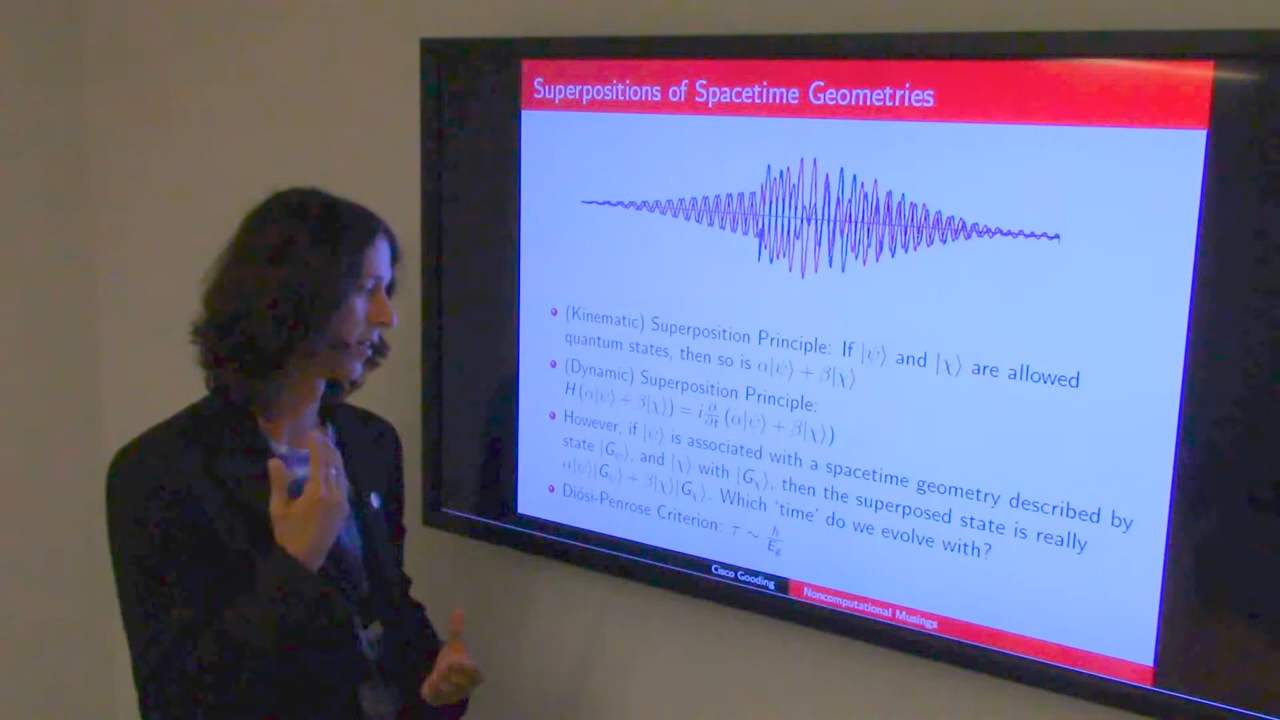 Superpositions of Spacetime Geometries
(Kinematic) Superposition Principle: If |ψ⟩ and |χ⟩ are allowed
quantum states, then so is α|ψ⟩ + β|χ⟩
(Dynamic) Superposition Principle:
H(α|ψ⟩ + β|χ⟩) = i ∂/∂t (α|ψ⟩ + β|χ⟩)
However, if |ψ⟩ is associated with a spacetime geometry described by
state |G_ψ⟩, and |χ⟩ with |G_χ⟩, then the superposed state is really
α|ψ⟩|G_ψ⟩ + β|χ⟩|G_χ⟩. Which 'time' do we evolve with?
Diósi-Penrose Criterion: τ ~ ħ/E_g
Cisco Gooding
Noncomputational Musings